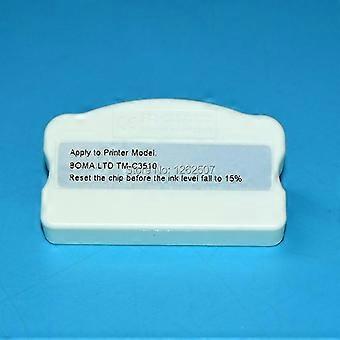 Apply to Printer Model.
BOMA.LTD TM-C3510
Shop No.: 1262507
Reset the chip before the ink level fall to 15%